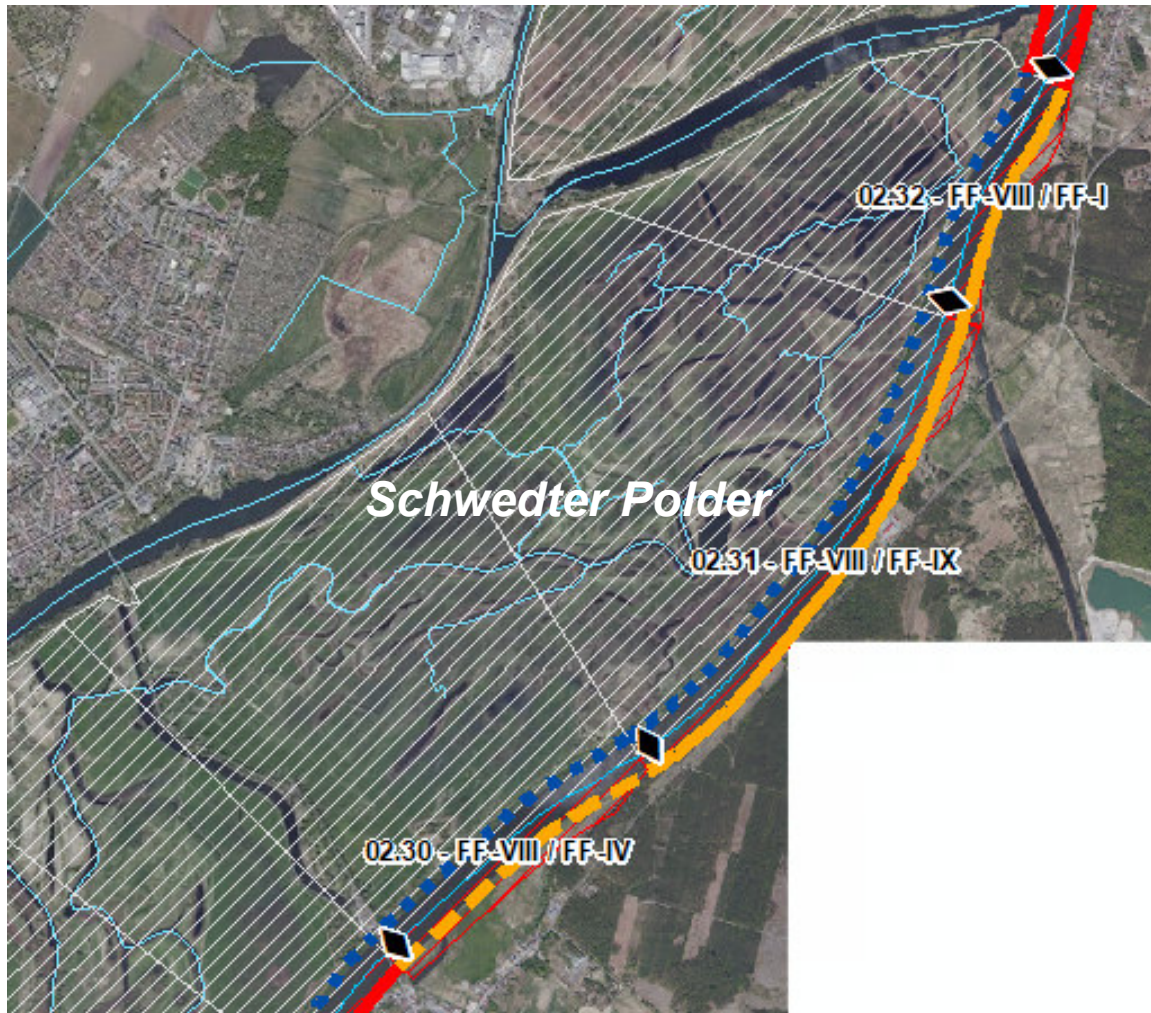 02.32 - FF-VIII / FF-I
Schwedter Polder
02.31 - FF-VIII / FF-IX
02.30 - FF-VIII / FF-IV